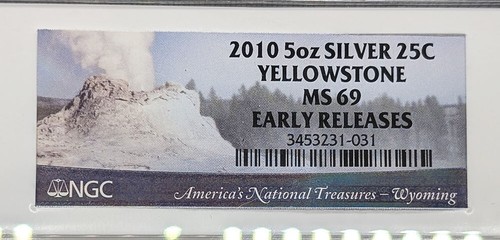 2010 5oz SILVER 25C
YELLOWSTONE
MS 69
EARLY RELEASES
3453231-031
NGC
America's National Treasures – Wyoming